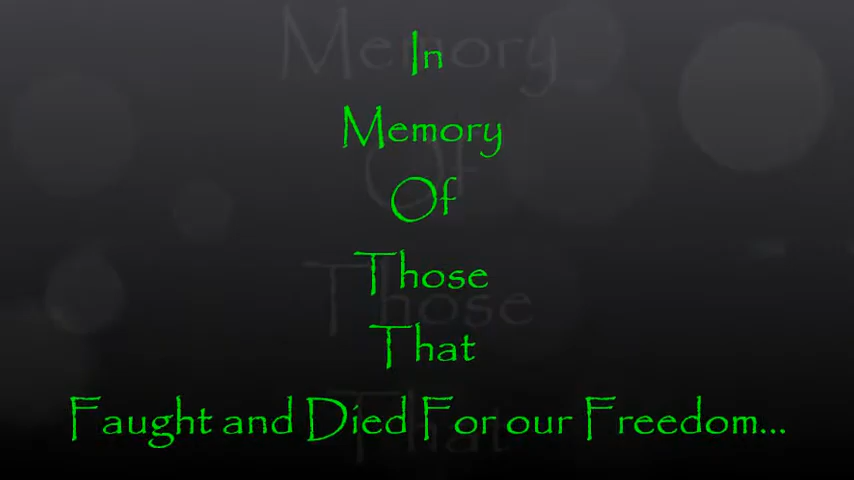 In
Memory
Of
Those
That
Faught and Died For our Freedom...